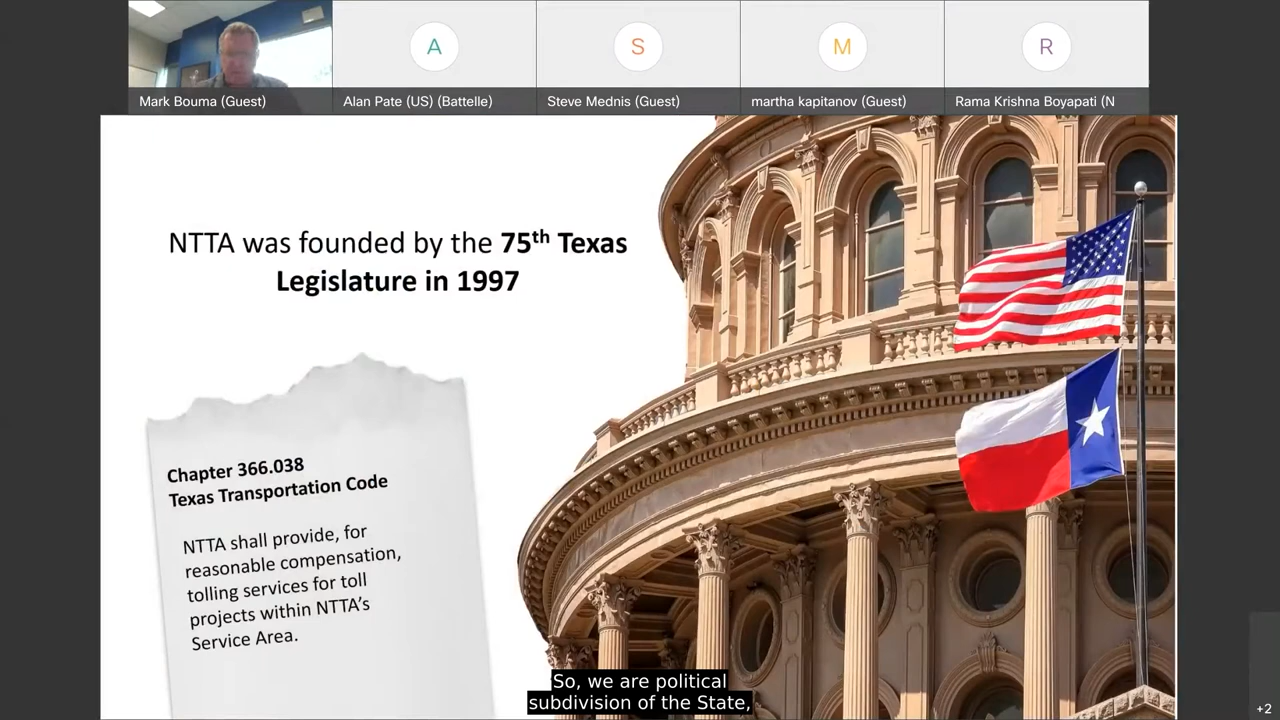 A
S
M
R
Mark Bouma (Guest)
Alan Pate (US) (Battelle)
Steve Mednis (Guest)
martha kapitanov (Guest)
Rama Krishna Boyapati (N
NTTA was founded by the 75th Texas
Legislature in 1997
Chapter 366.038
Texas Transportation Code
NTTA shall provide, for
reasonable compensation,
tolling services for toll
projects within NTTA's
Service Area.
So, we are political
subdivision of the State,
+2